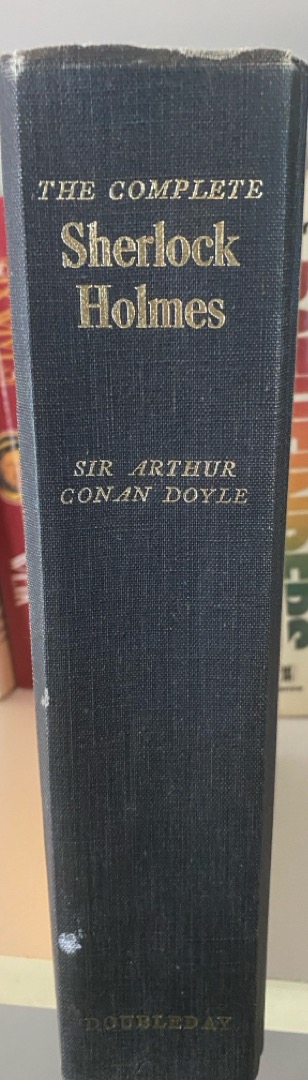 THE COMPLETE
Sherlock
Holmes
SIR ARTHUR
CONAN DOYLE
DOUBLEDAY